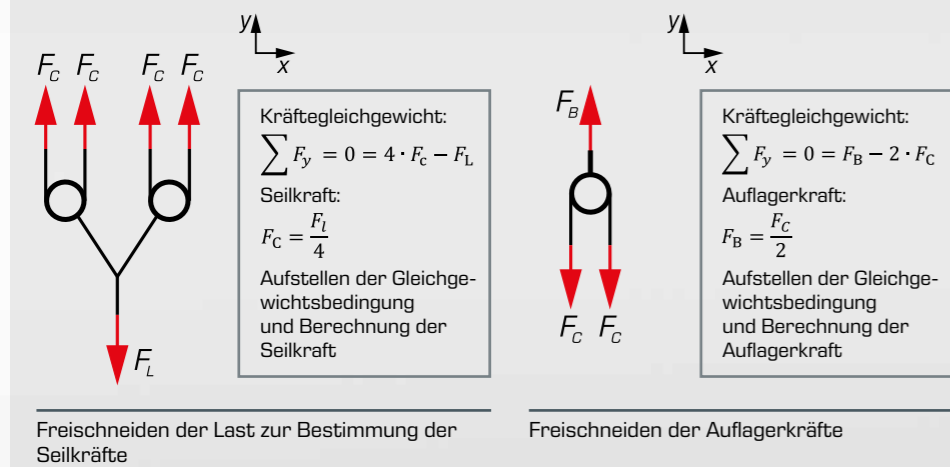 y
x
F_C F_C F_C F_C
F_L
Kräftegleichgewicht:
∑ F_y = 0 = 4 · F_c − F_L
Seilkraft:
F_C = F_l / 4
Aufstellen der Gleichge-
wichtsbedingung
und Berechnung der
Seilkraft
Freischneiden der Last zur Bestimmung der
Seilkräfte
y
x
F_B
F_C F_C
Kräftegleichgewicht:
∑ F_y = 0 = F_B − 2 · F_C
Auflagerkraft:
F_B = F_C / 2
Aufstellen der Gleichge-
wichtsbedingung
und Berechnung der
Auflagerkraft
Freischneiden der Auflagerkräfte